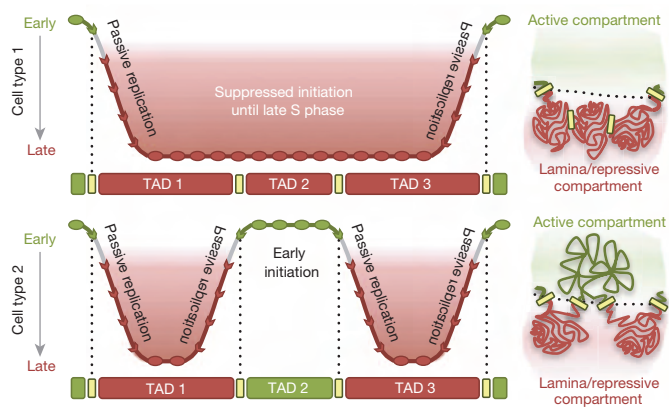 Early
Cell type 1
Late
Passive replication
Suppressed initiation
until late S phase
Passive replication
TAD 1
TAD 2
TAD 3
Active compartment
Lamina/repressive
compartment
Early
Cell type 2
Late
Passive replication
Passive replication
Early
initiation
Passive replication
Passive replication
TAD 1
TAD 2
TAD 3
Active compartment
Lamina/repressive
compartment